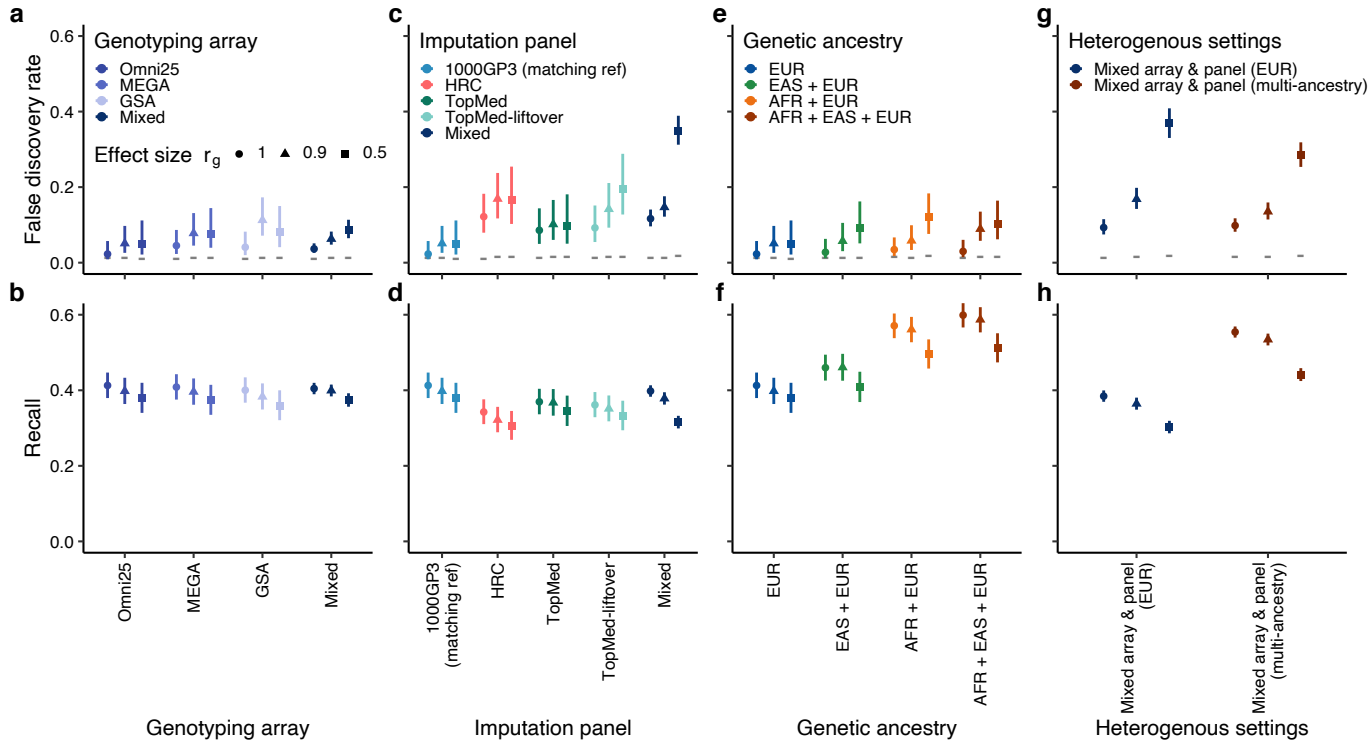 a
c
e
g
Genotyping array
Omni25
MEGA
GSA
Mixed
Effect size rg 1 0.9 0.5
Imputation panel
1000GP3 (matching ref)
HRC
TopMed
TopMed-liftover
Mixed
Genetic ancestry
EUR
EAS + EUR
AFR + EUR
AFR + EAS + EUR
Heterogenous settings
Mixed array & panel (EUR)
Mixed array & panel (multi-ancestry)
False discovery rate
0.6
0.4
0.2
0.0
b
d
f
h
Recall
0.6
0.4
0.2
0.0
Omni25
MEGA
GSA
Mixed
1000GP3
(matching ref)
HRC
TopMed
TopMed-liftover
Mixed
EUR
EAS + EUR
AFR + EUR
AFR + EAS + EUR
Mixed array & panel
(EUR)
Mixed array & panel
(multi-ancestry)
Genotyping array
Imputation panel
Genetic ancestry
Heterogenous settings